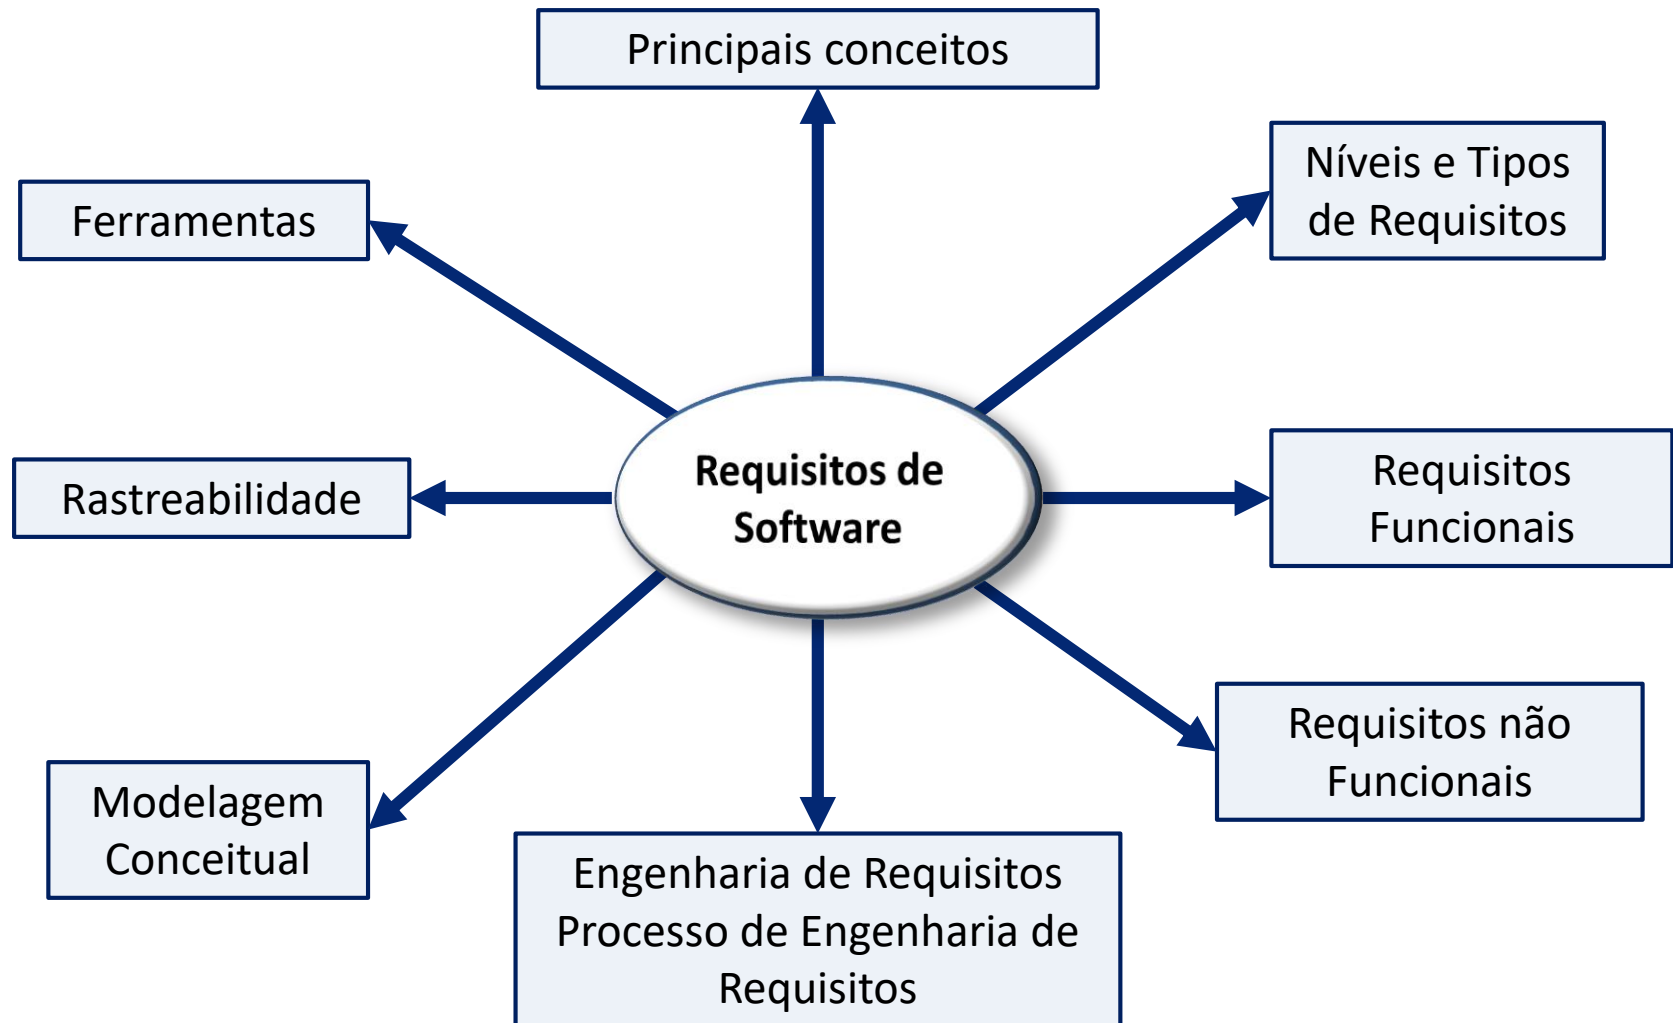 Principais conceitos
Níveis e Tipos
de Requisitos
Ferramentas
Requisitos de
Software
Requisitos
Funcionais
Rastreabilidade
Requisitos não
Funcionais
Modelagem
Conceitual
Engenharia de Requisitos
Processo de Engenharia de
Requisitos